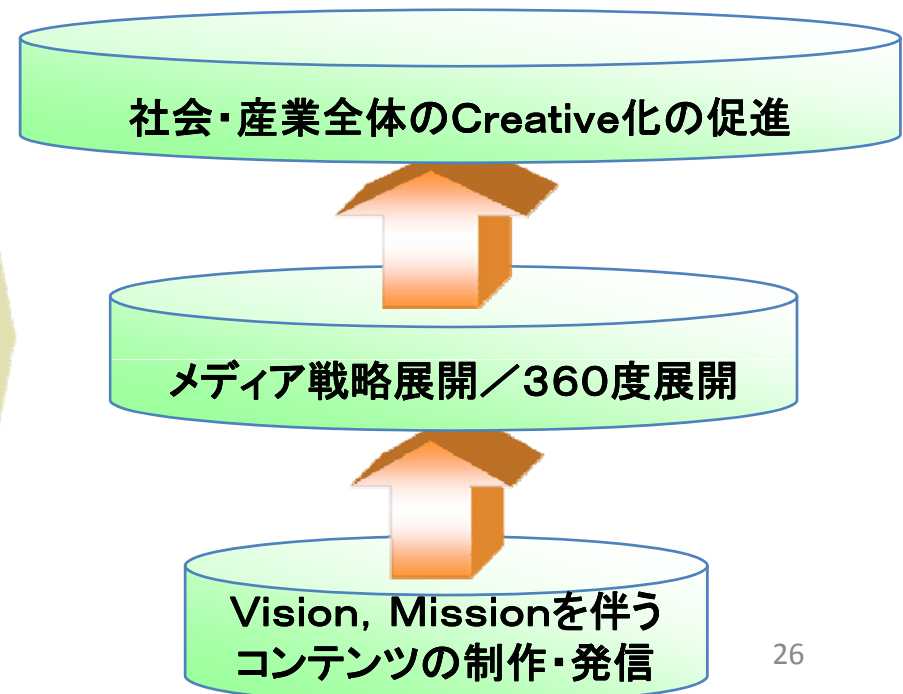 社会・産業全体のCreative化の促進
メディア戦略展開／360度展開
Vision, Missionを伴う
コンテンツの制作・発信
26